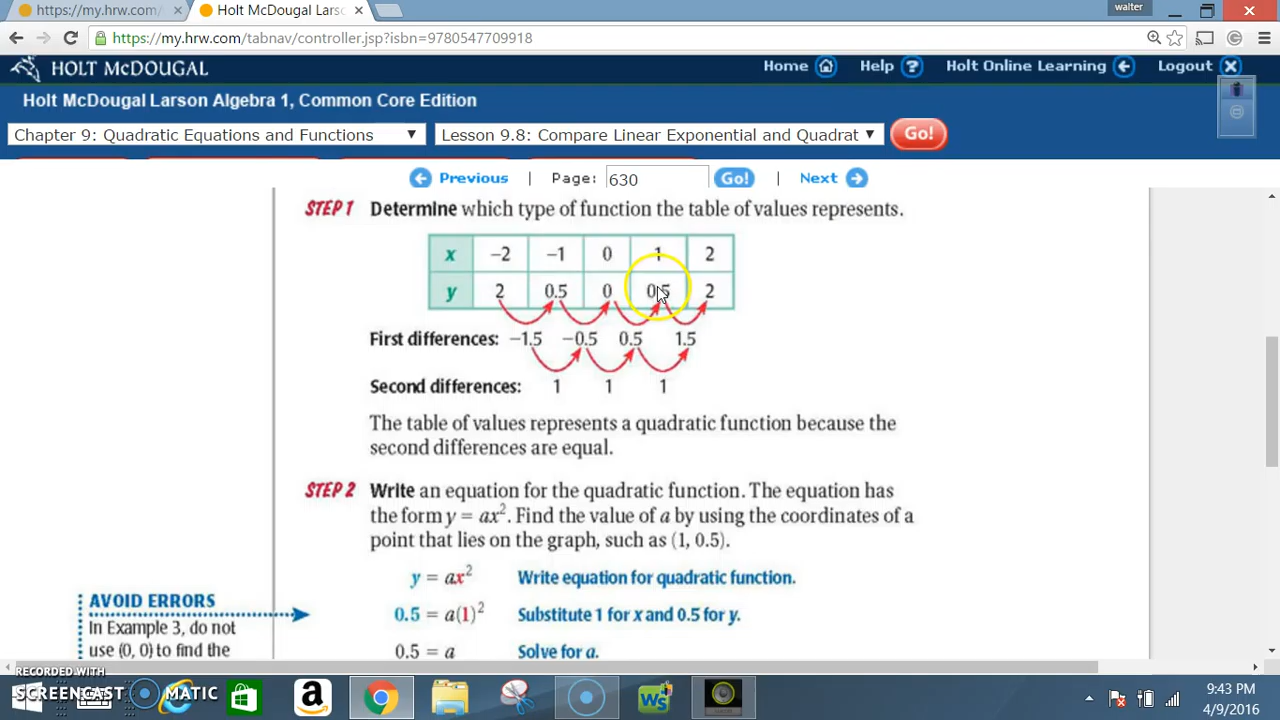 https://my.hrw.com/tabnav/ Holt McDougal Lars walter
https://my.hrw.com/tabnav/controller.jsp?isbn=9780547709918
HOLT McDOUGAL Home Help ? Holt Online Learning Logout
Holt McDougal Larson Algebra 1, Common Core Edition
Chapter 9: Quadratic Equations and Functions Lesson 9.8: Compare Linear Exponential and Quadrat Go!
Previous | Page: 630 Go! | Next
STEP 1 Determine which type of function the table of values represents.
x −2 −1 0 1 2
y 2 0.5 0 0.5 2
First differences: −1.5 −0.5 0.5 1.5
Second differences: 1 1 1
The table of values represents a quadratic function because the
second differences are equal.
STEP 2 Write an equation for the quadratic function. The equation has
the form y = ax². Find the value of a by using the coordinates of a
point that lies on the graph, such as (1, 0.5).
y = ax² Write equation for quadratic function.
AVOID ERRORS
0.5 = a(1)² Substitute 1 for x and 0.5 for y.
In Example 3, do not
use (0, 0) to find the
0.5 = a Solve for a.
RECORDED WITH
SCREENCAST MATIC
a
WS
9:43 PM
4/9/2016